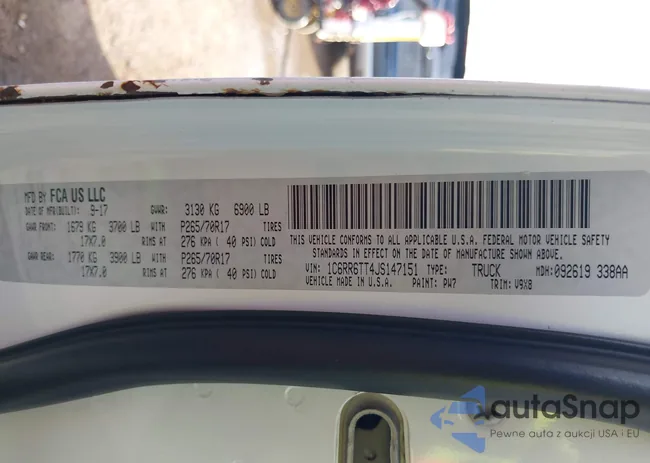 MFD BY FCA US LLC
DATE OF MFR(BUILT): 9-17 GVWR: 3130 KG 6900 LB
GAWR FRONT: 1679 KG 3700 LB WITH P265/70R17 TIRES
17X7.0 RIMS AT 276 KPA ( 40 PSI) COLD
GAWR REAR: 1770 KG 3900 LB WITH P265/70R17 TIRES
17X7.0 RIMS AT 276 KPA ( 40 PSI) COLD
THIS VEHICLE CONFORMS TO ALL APPLICABLE U.S.A. FEDERAL MOTOR VEHICLE SAFETY
STANDARDS IN EFFECT ON THE DATE OF MANUFACTURE SHOWN ABOVE.
VIN: 1C6RR6TT4JS147151 TYPE: TRUCK MDH: 092619 338AA
VEHICLE MADE IN U.S.A. PAINT: PW7 TRIM: V9X8
autaSnap
Pewne auta z aukcji USA i EU